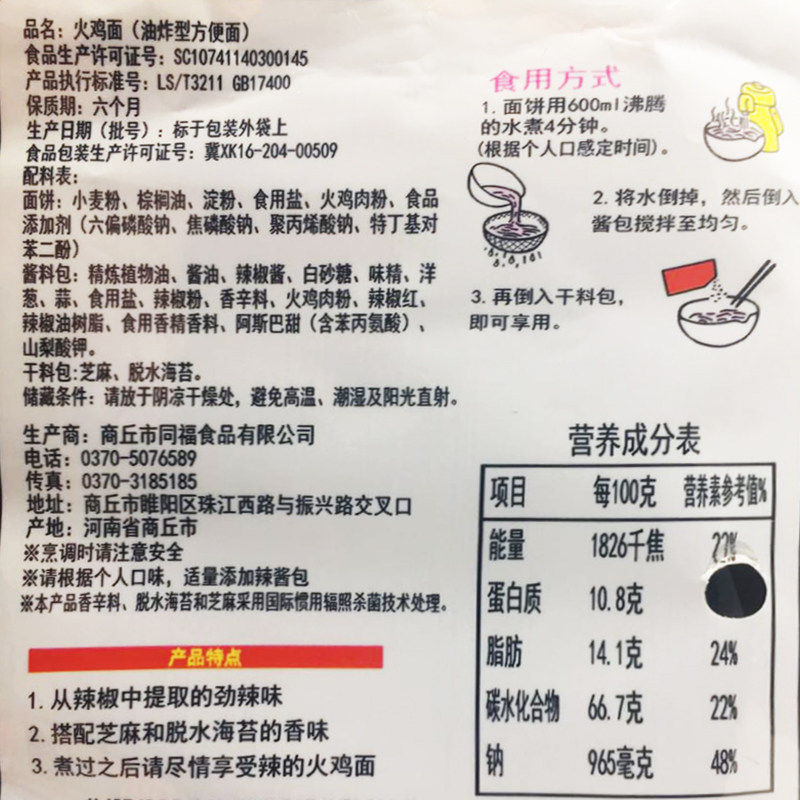 品名：火鸡面（油炸型方便面）
食品生产许可证号：SC10741140300145
产品执行标准号：LS/T3211 GB17400
保质期：六个月
生产日期（批号）：标于包装外袋上
食品包装生产许可证号：冀XK16-204-00509
配料表：
面饼：小麦粉、棕榈油、淀粉、食用盐、火鸡肉粉、食品
添加剂（六偏磷酸钠、焦磷酸钠、聚丙烯酸钠、特丁基对
苯二酚）
酱料包：精炼植物油、酱油、辣椒酱、白砂糖、味精、洋
葱、蒜、食用盐、辣椒粉、香辛料、火鸡肉粉、辣椒红、
辣椒油树脂、食用香精香料、阿斯巴甜（含苯丙氨酸）、
山梨酸钾。
干料包:芝麻、脱水海苔。
储藏条件：请放于阴凉干燥处，避免高温、潮湿及阳光直射。
生产商：商丘市同福食品有限公司
电话：0370-5076589
传真：0370-3185185
地址：商丘市睢阳区珠江西路与振兴路交叉口
产地：河南省商丘市
※烹调时请注意安全
※请根据个人口味，适量添加辣酱包
※本产品香辛料、脱水海苔和芝麻采用国际惯用辐照杀菌技术处理。
产品特点
1.从辣椒中提取的劲辣味
2.搭配芝麻和脱水海苔的香味
3.煮过之后请尽情享受辣的火鸡面
食用方式
1.面饼用600ml沸腾
的水煮4分钟。
(根据个人口感定时间)。
2.将水倒掉，然后倒入
酱包搅拌至均匀。
3.再倒入干料包，
即可享用。
营养成分表
项目 每100克 营养素参考值%
能量 1826千焦
蛋白质 10.8克
脂肪 14.1克 24%
碳水化合物 66.7克 22%
钠 965毫克 48%